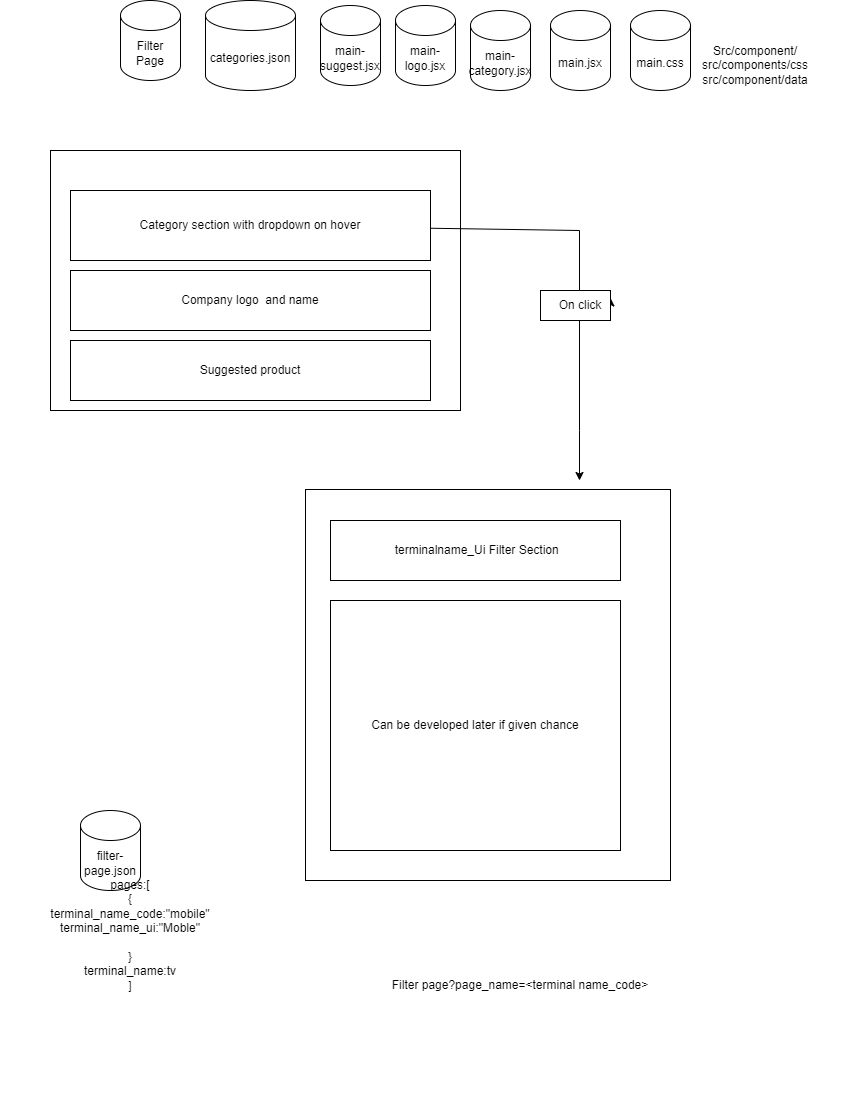 Filter
Page
categories.json
main-
suggest.jsx
main-
logo.jsx
main-
category.jsx
main.jsx
main.css
Src/component/
src/components/css
src/component/data
Category section with dropdown on hover
Company logo  and name
Suggested product
On click
terminalname_Ui Filter Section
Can be developed later if given chance
filter-
page.json
pages:[
{
terminal_name_code:"mobile"
terminal_name_ui:"Moble"
}
terminal_name:tv
]
Filter page?page_name=<terminal name_code>